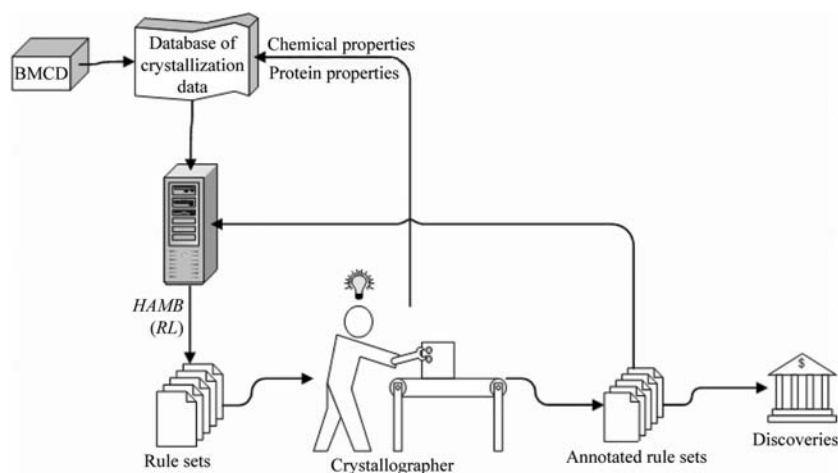 BMCD
Database of
crystallization
data
Chemical properties
Protein properties
HAMB
(RL)
Rule sets
Crystallographer
Annotated rule sets
$
Discoveries